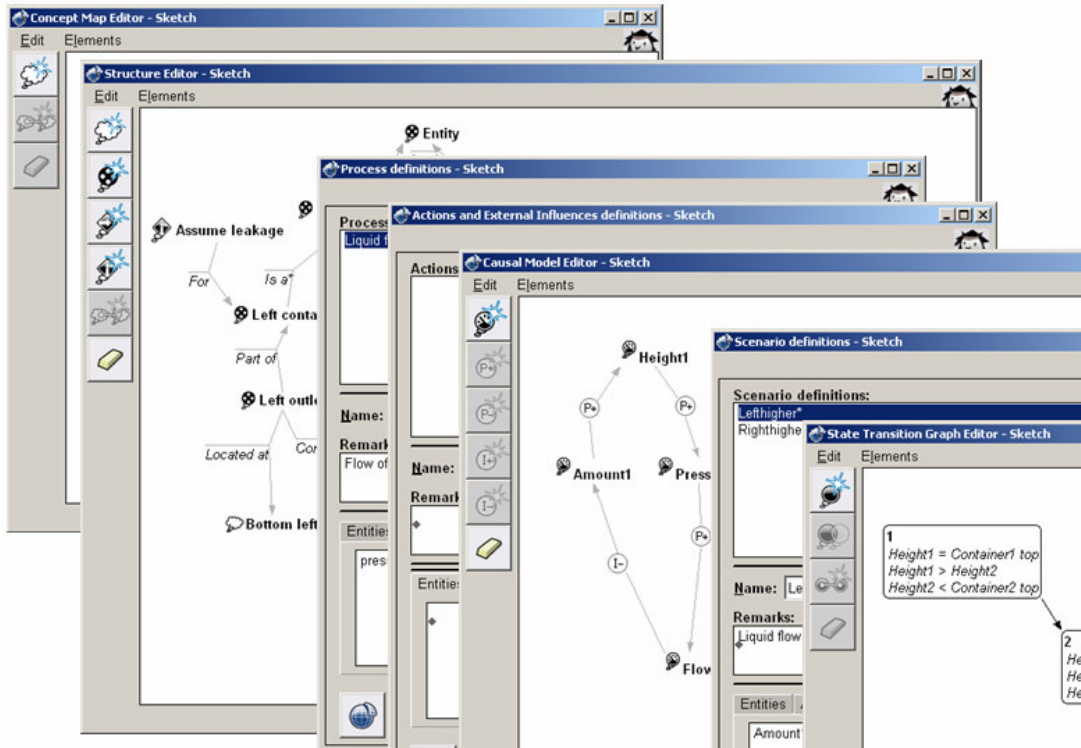 Concept Map Editor - Sketch
Edit Elements
Structure Editor - Sketch
Edit Elements
Entity
Assume leakage
For
Is a*
Left conta
Part of
Left outle
Located at
Con
Bottom left
Process definitions - Sketch
Process
Liquid f
Name:
Remark
Flow of
Entities
pres
Actions and External Influences definitions - Sketch
Actions
Name:
Remark
Entitie
Causal Model Editor - Sketch
Edit Elements
Height1
P+
P+
Amount1
Press
P+
I-
Flow
P+
P-
I+
I-
Scenario definitions - Sketch
Scenario definitions:
Lefthigher*
Righthighe
Name: Le
Remarks:
Liquid flow
Entities
Amount
State Transition Graph Editor - Sketch
Edit Elements
1
Height1 = Container1 top
Height1 > Height2
Height2 < Container2 top
2
He
He
He